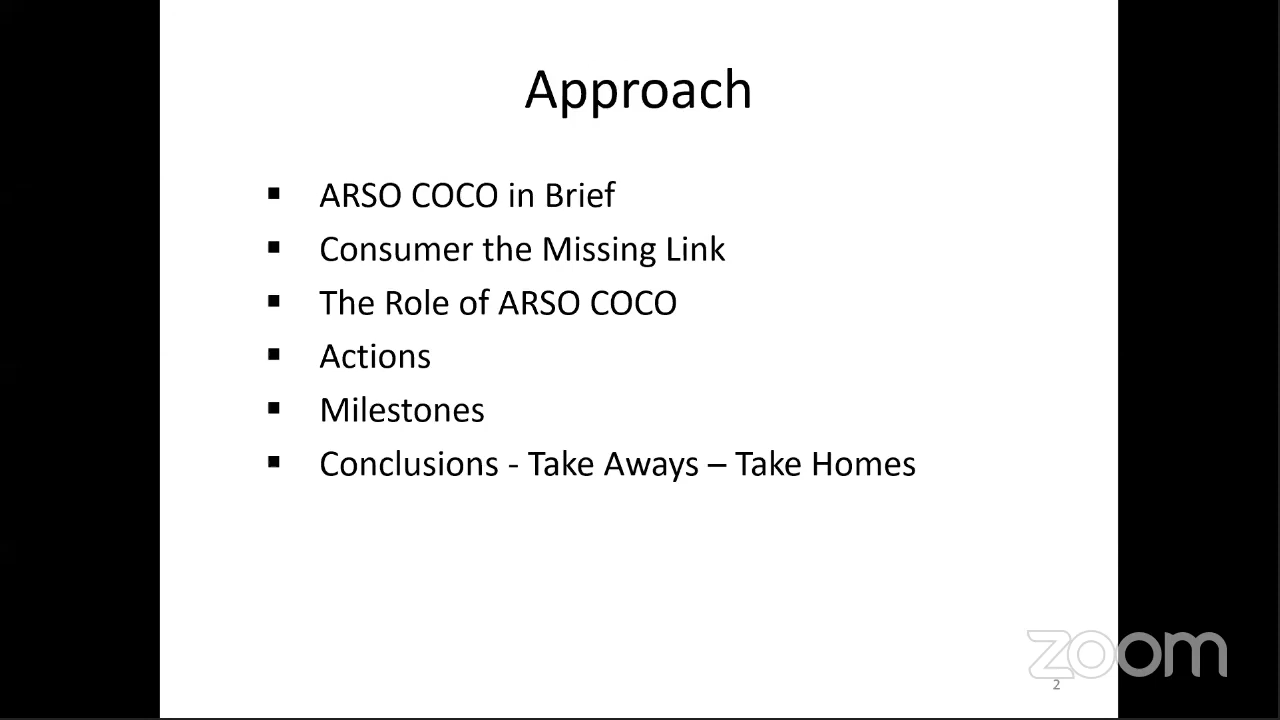 Approach
▪ ARSO COCO in Brief
▪ Consumer the Missing Link
▪ The Role of ARSO COCO
▪ Actions
▪ Milestones
▪ Conclusions - Take Aways – Take Homes
zoom
2